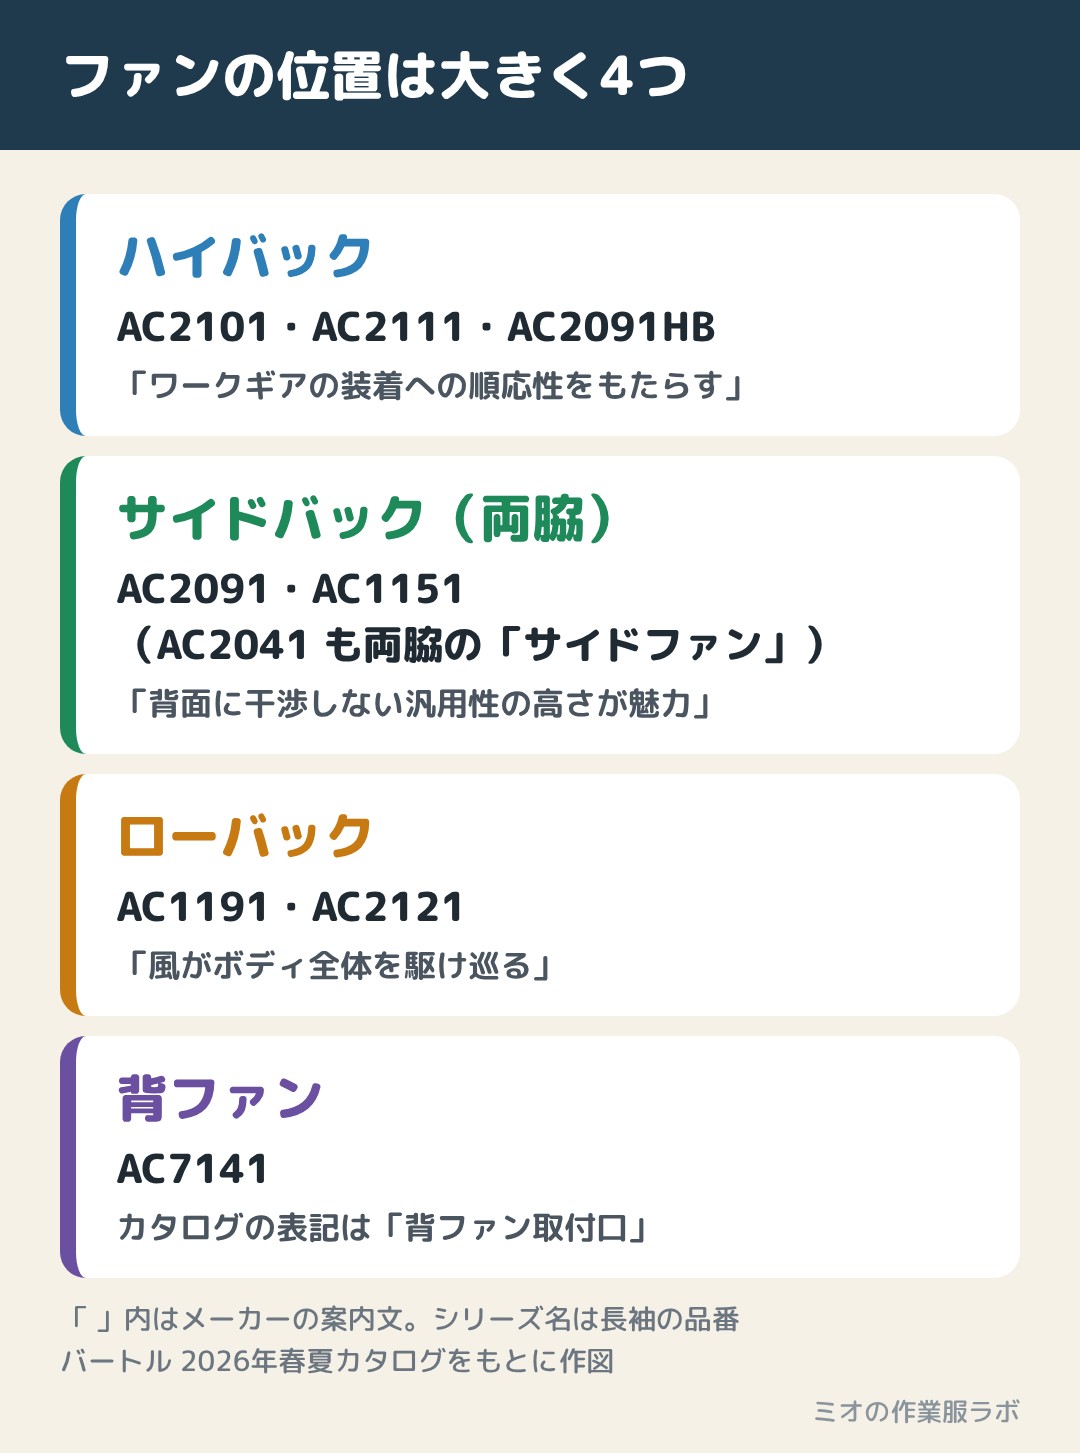 ファンの位置は大きく4つ
ハイバック
AC2101・AC2111・AC2091HB
「ワークギアの装着への順応性をもたらす」
サイドバック（両脇）
AC2091・AC1151
（AC2041 も両脇の「サイドファン」）
「背面に干渉しない汎用性の高さが魅力」
ローバック
AC1191・AC2121
「風がボディ全体を駆け巡る」
背ファン
AC7141
カタログの表記は「背ファン取付口」
「 」内はメーカーの案内文。シリーズ名は長袖の品番
バートル 2026年春夏カタログをもとに作図
ミオの作業服ラボ